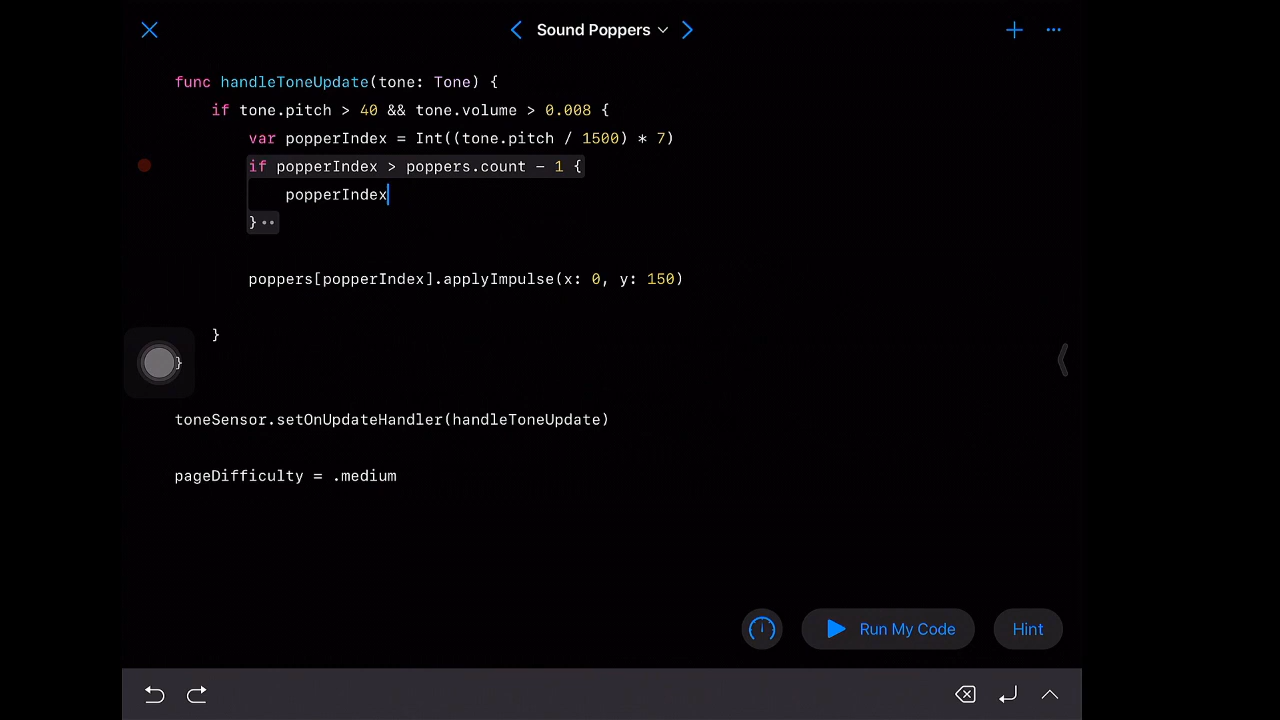 Sound Poppers
func handleToneUpdate(tone: Tone) {
if tone.pitch > 40 && tone.volume > 0.008 {
var popperIndex = Int((tone.pitch / 1500) * 7)
if popperIndex > poppers.count - 1 {
popperIndex
}
poppers[popperIndex].applyImpulse(x: 0, y: 150)
}
}
toneSensor.setOnUpdateHandler(handleToneUpdate)
pageDifficulty = .medium
Run My Code
Hint